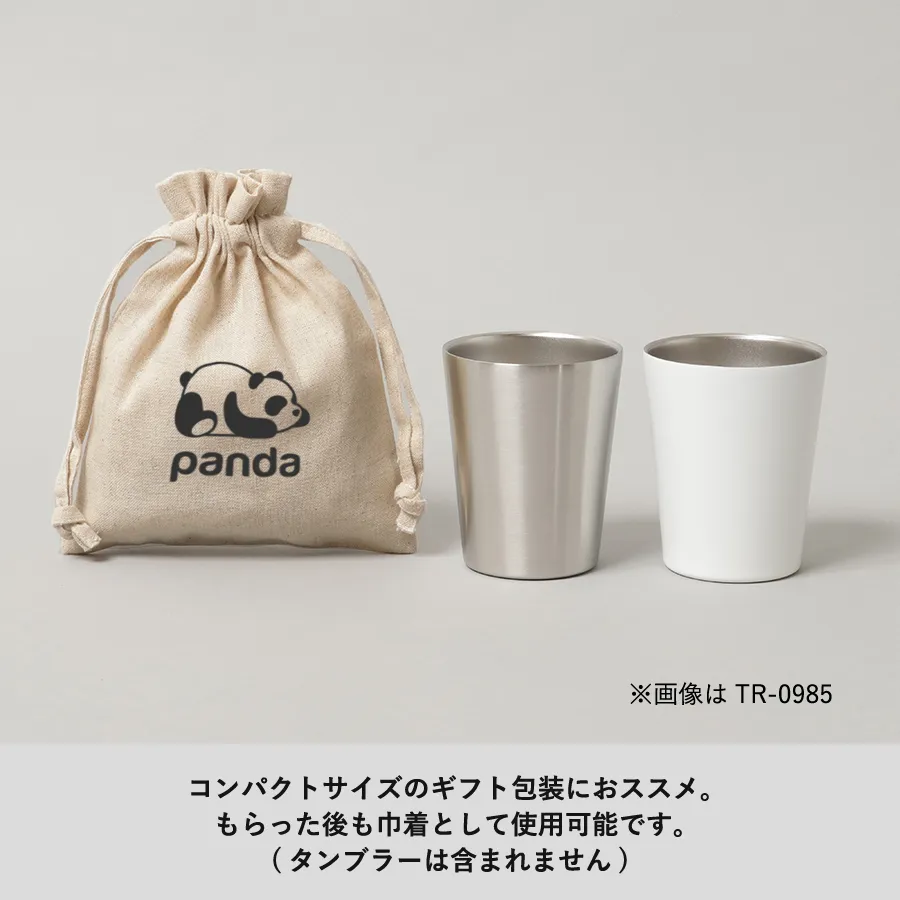 panda
※画像は TR-0985
コンパクトサイズのギフト包装におススメ。
もらった後も巾着として使用可能です。
( タンブラーは含まれません )